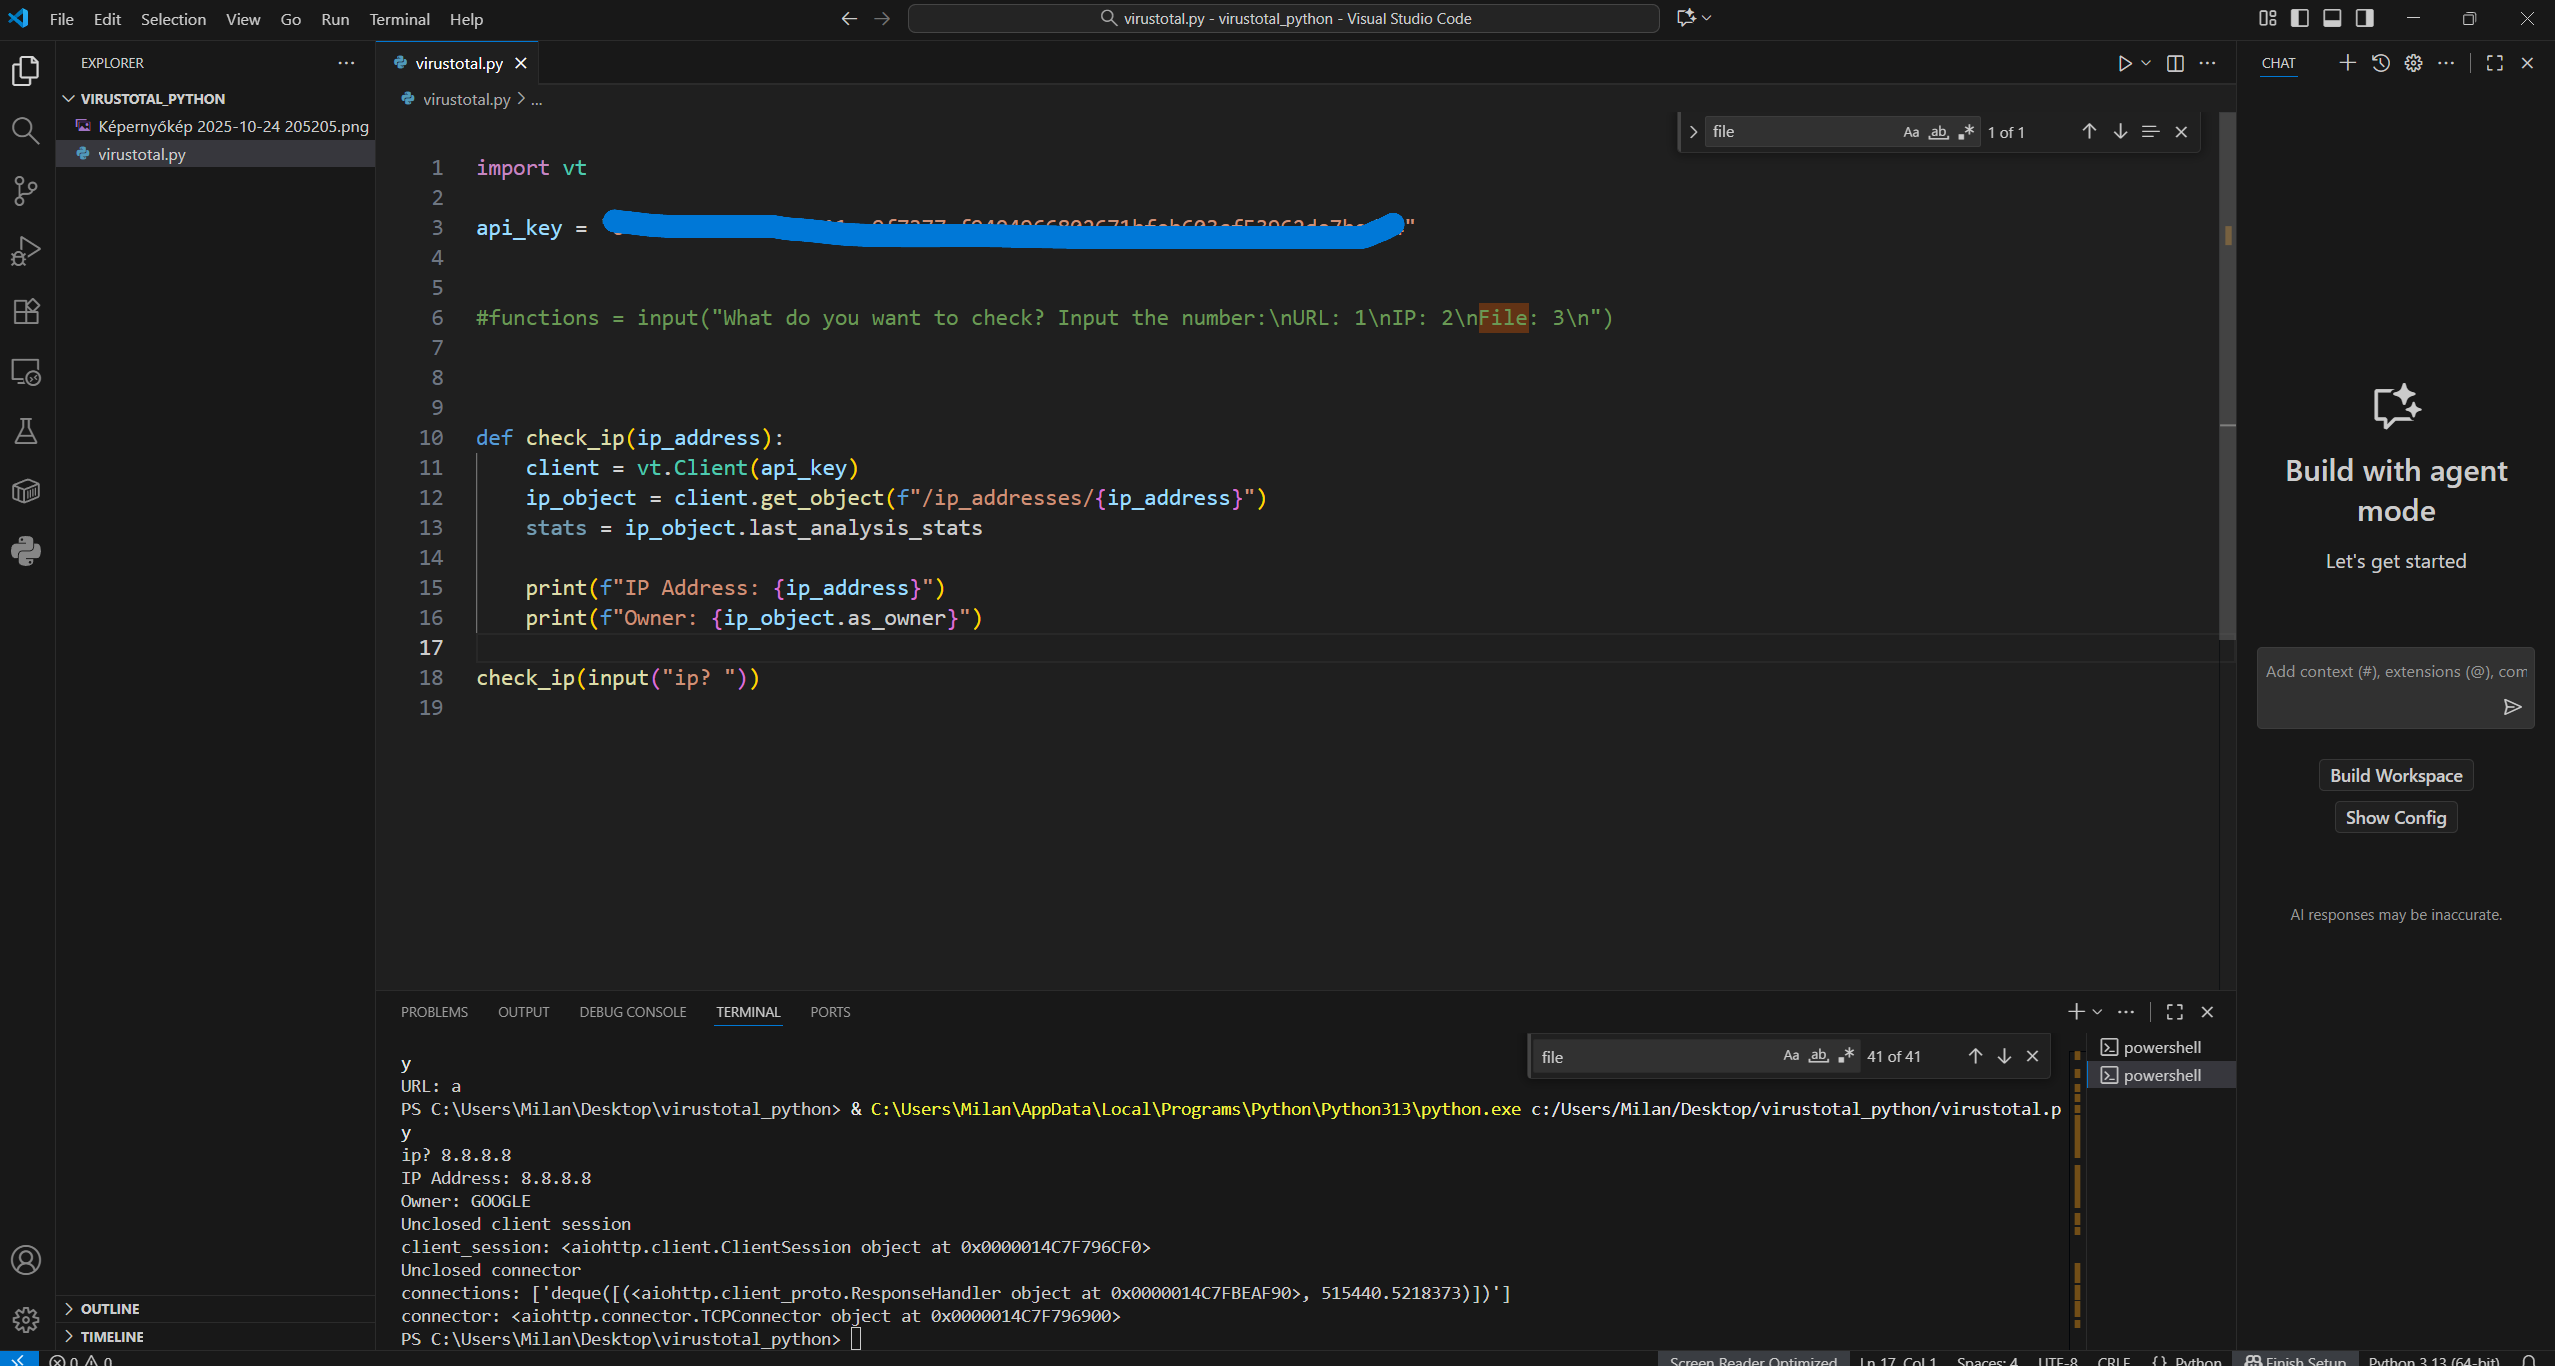 File Edit Selection View Go Run Terminal Help
virustotal.py - virustotal_python - Visual Studio Code
EXPLORER
VIRUSTOTAL_PYTHON
Képernyőkép 2025-10-24 205205.png
virustotal.py
virustotal.py
virustotal.py > ...
file Aa ab 1 of 1
1 import vt
2
3 api_key = "
4
5
6 #functions = input("What do you want to check? Input the number:\nURL: 1\nIP: 2\nFile: 3\n")
7
8
9
10 def check_ip(ip_address):
11 client = vt.Client(api_key)
12 ip_object = client.get_object(f"/ip_addresses/{ip_address}")
13 stats = ip_object.last_analysis_stats
14
15 print(f"IP Address: {ip_address}")
16 print(f"Owner: {ip_object.as_owner}")
17
18 check_ip(input("ip? "))
19
PROBLEMS OUTPUT DEBUG CONSOLE TERMINAL PORTS
file Aa ab 41 of 41
y
URL: a
PS C:\Users\Milan\Desktop\virustotal_python> & C:\Users\Milan\AppData\Local\Programs\Python\Python313\python.exe c:/Users/Milan/Desktop/virustotal_python/virustotal.p
y
ip? 8.8.8.8
IP Address: 8.8.8.8
Owner: GOOGLE
Unclosed client session
client_session: <aiohttp.client.ClientSession object at 0x0000014C7F796CF0>
Unclosed connector
connections: ['deque([(<aiohttp.client_proto.ResponseHandler object at 0x0000014C7FBEAF90>, 515440.5218373)])']
connector: <aiohttp.connector.TCPConnector object at 0x0000014C7F796900>
PS C:\Users\Milan\Desktop\virustotal_python>
powershell
powershell
CHAT
Build with agent
mode
Let's get started
Add context (#), extensions (@), com
Build Workspace
Show Config
AI responses may be inaccurate.
OUTLINE
TIMELINE
0 0
Screen Reader Optimized Ln 17, Col 1 Spaces: 4 UTF-8 CRLF {} Python Finish Setup Python 3.13 (64-bit)